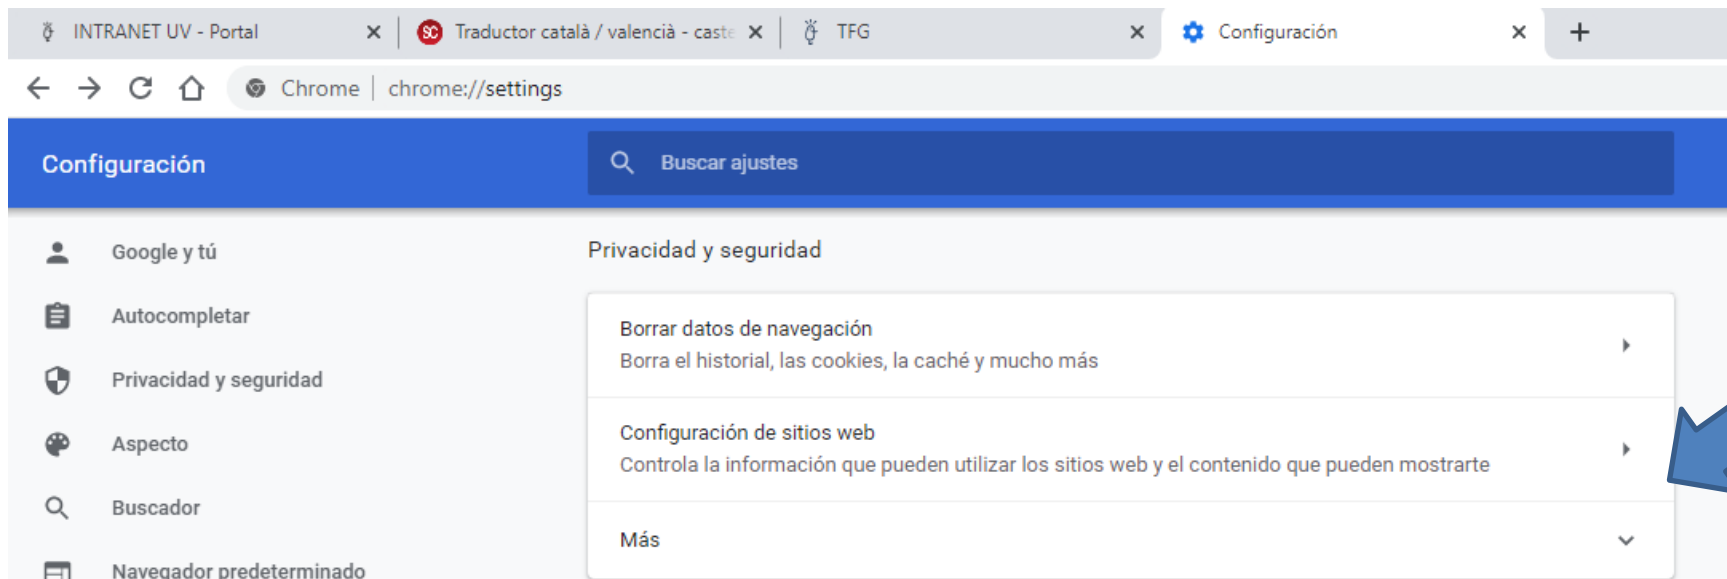 INTRANET UV - Portal
Traductor català / valencià - caste
TFG
Configuración
Chrome | chrome://settings
Configuración
Buscar ajustes
Google y tú
Autocompletar
Privacidad y seguridad
Aspecto
Buscador
Navegador predeterminado
Privacidad y seguridad
Borrar datos de navegación
Borra el historial, las cookies, la caché y mucho más
Configuración de sitios web
Controla la información que pueden utilizar los sitios web y el contenido que pueden mostrarte
Más